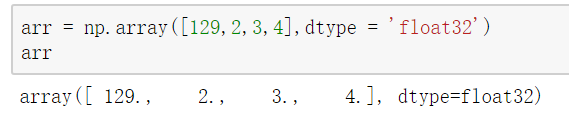 arr = np.array([129,2,3,4],dtype = 'float32')
arr
array([ 129.,    2.,    3.,    4.], dtype=float32)